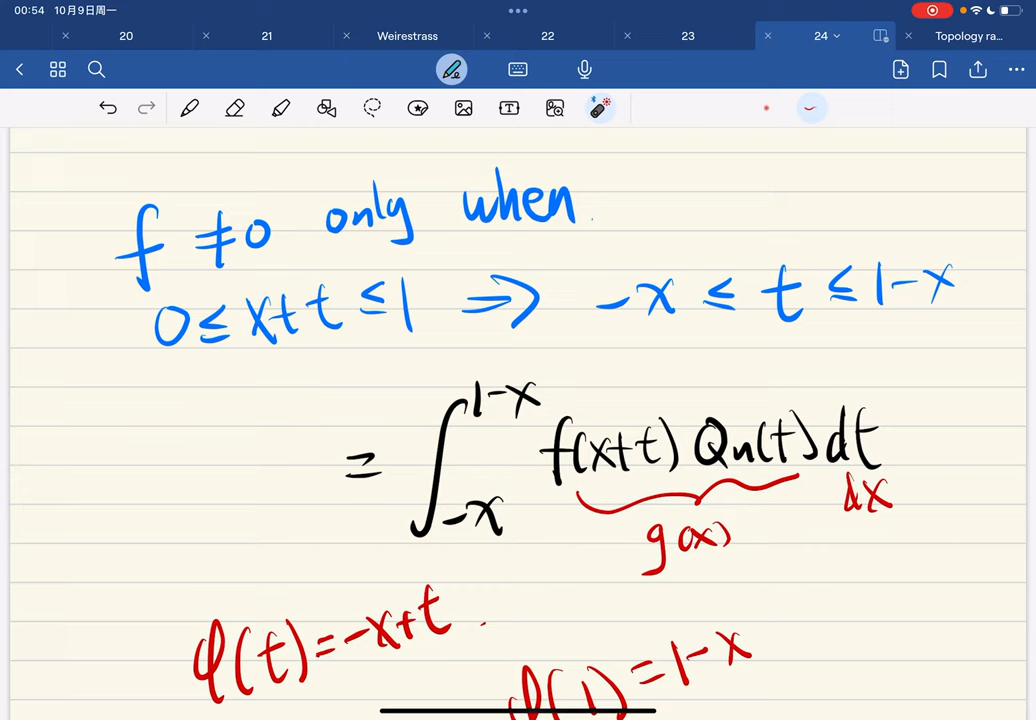 00:54 10月9日周一
20 21 Weirestrass 22 23 24 Topology ra...
f ≠0 only when
0 ≤ x+t ≤ 1 ⇒ -x ≤ t ≤ 1-x
= ∫_{-x}^{1-x} f(x+t) Qn(t) dt
g(x) dx
φ(t) = -x+t
φ(1) = 1-x